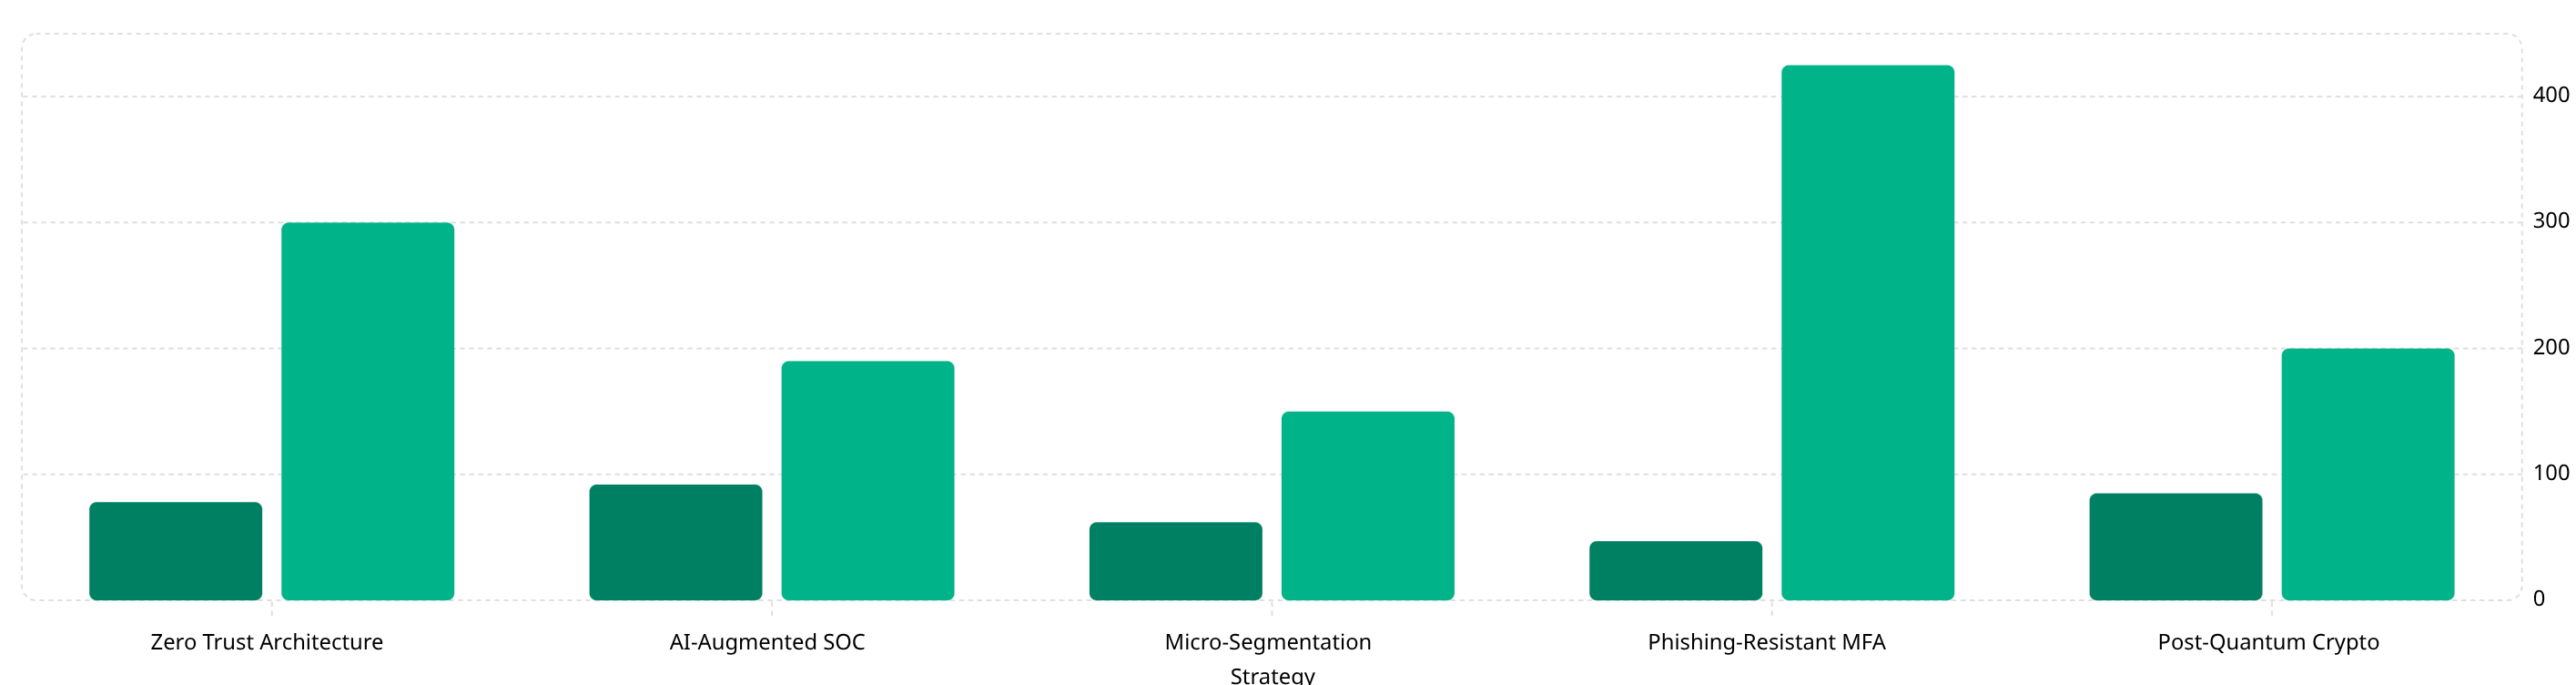 400
300
200
100
0
Zero Trust Architecture
AI-Augmented SOC
Micro-Segmentation
Phishing-Resistant MFA
Post-Quantum Crypto
Strategy